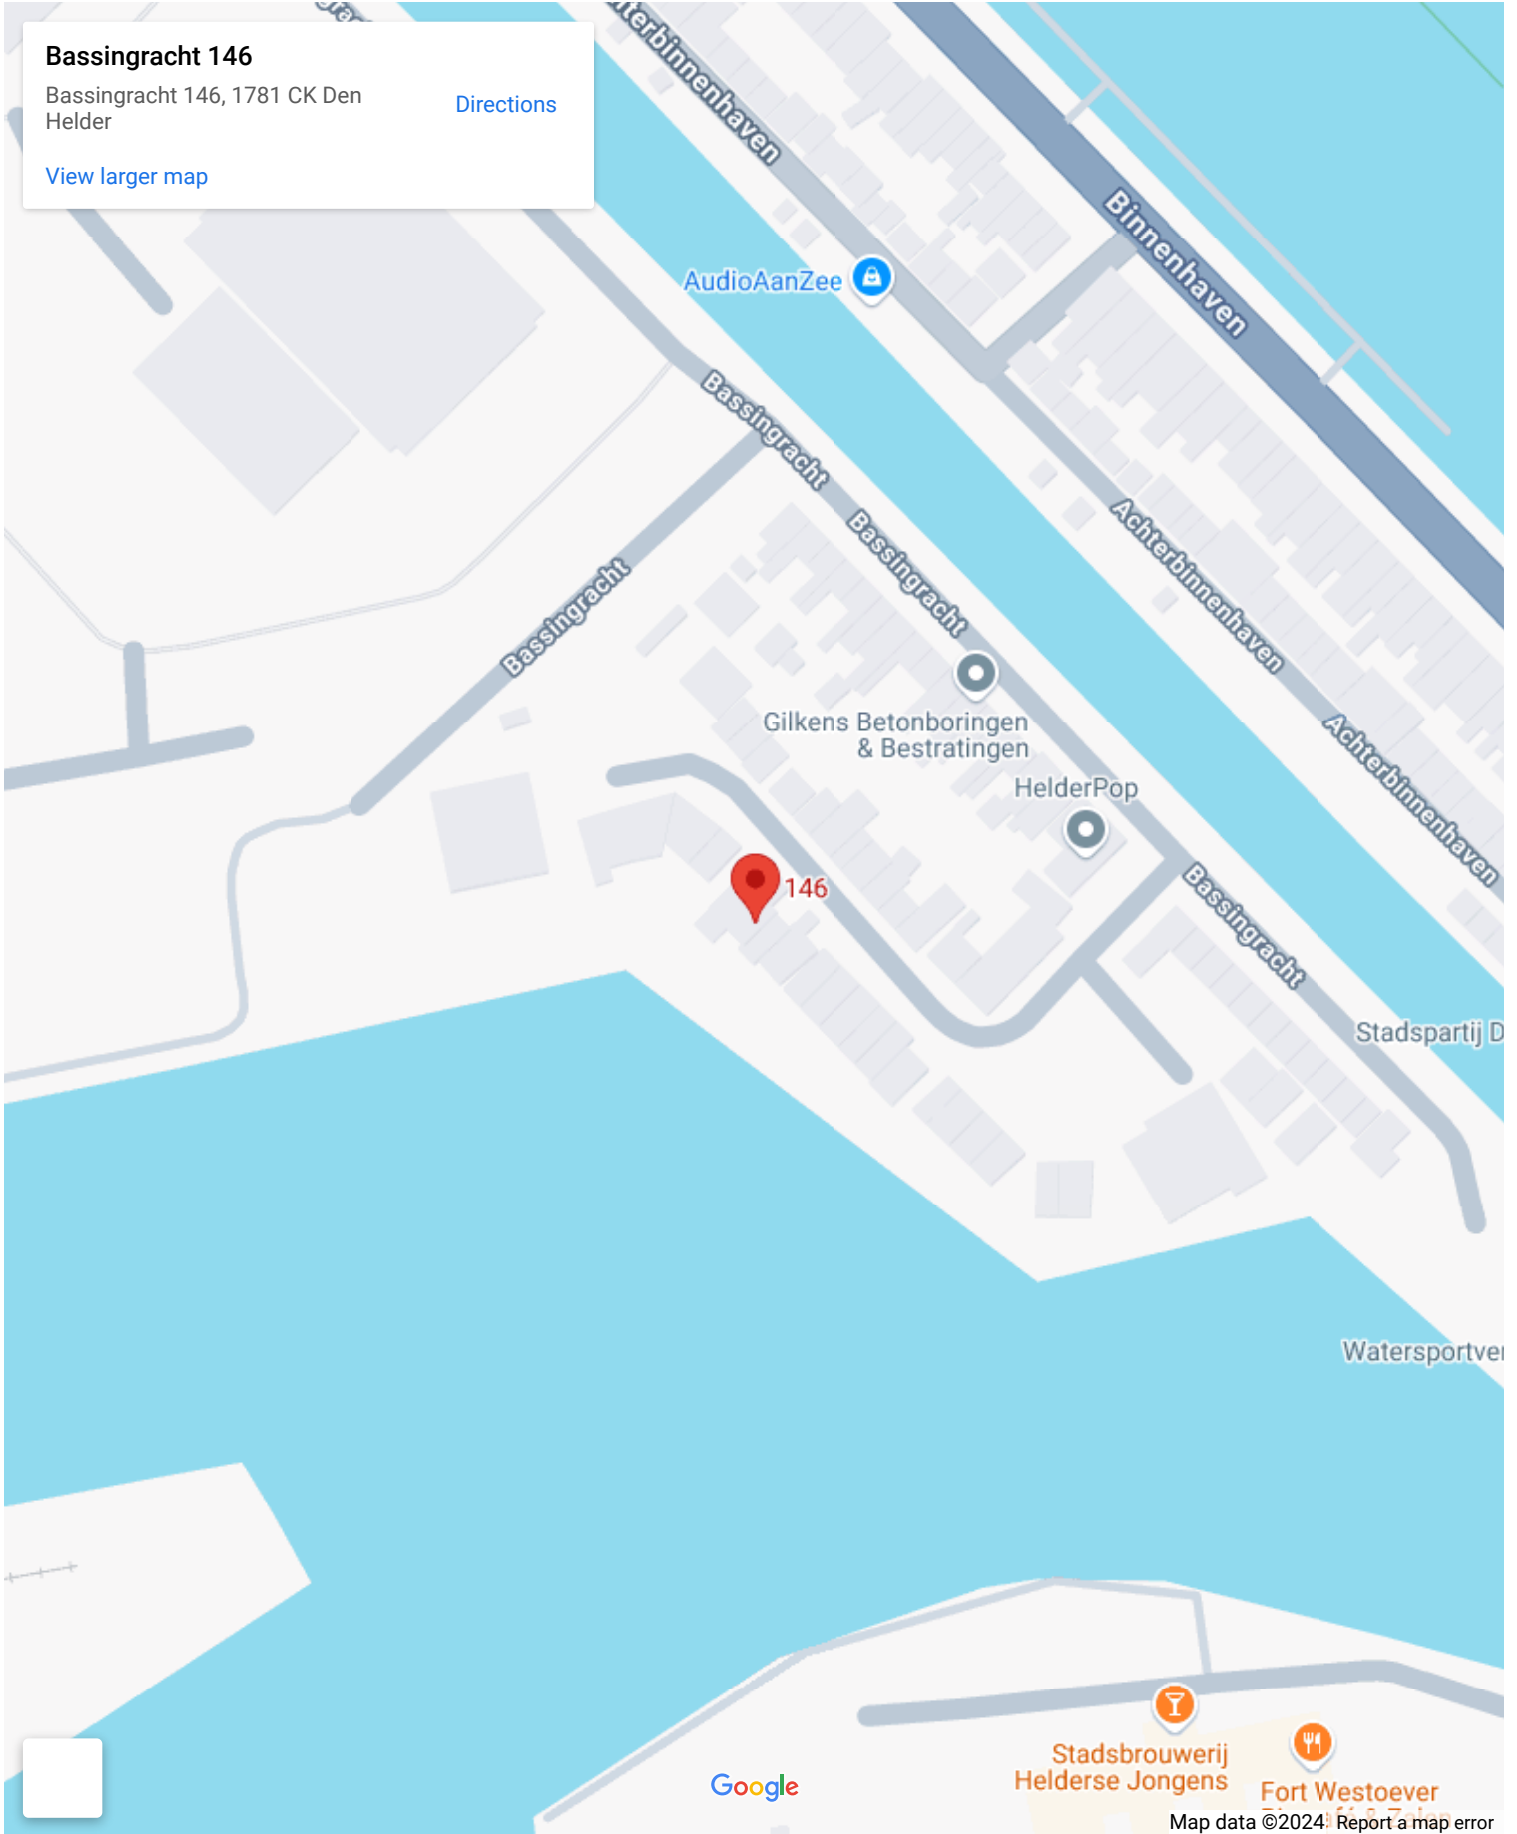 Bassingracht 146
Bassingracht 146, 1781 CK Den
Helder
Directions
View larger map
Binnenhaven
AudioAanZee
Bassingracht
Bassingracht
Achterbinnenhaven
Bassingracht
Gilkens Betonboringen
& Bestratingen
Achterbinnenhaven
HelderPop
146
Bassingracht
Stadspartij D
Watersportver
Stadsbrouwerij
Helderse Jongens
Fort Westoever
Google
Map data ©2024
Report a map error